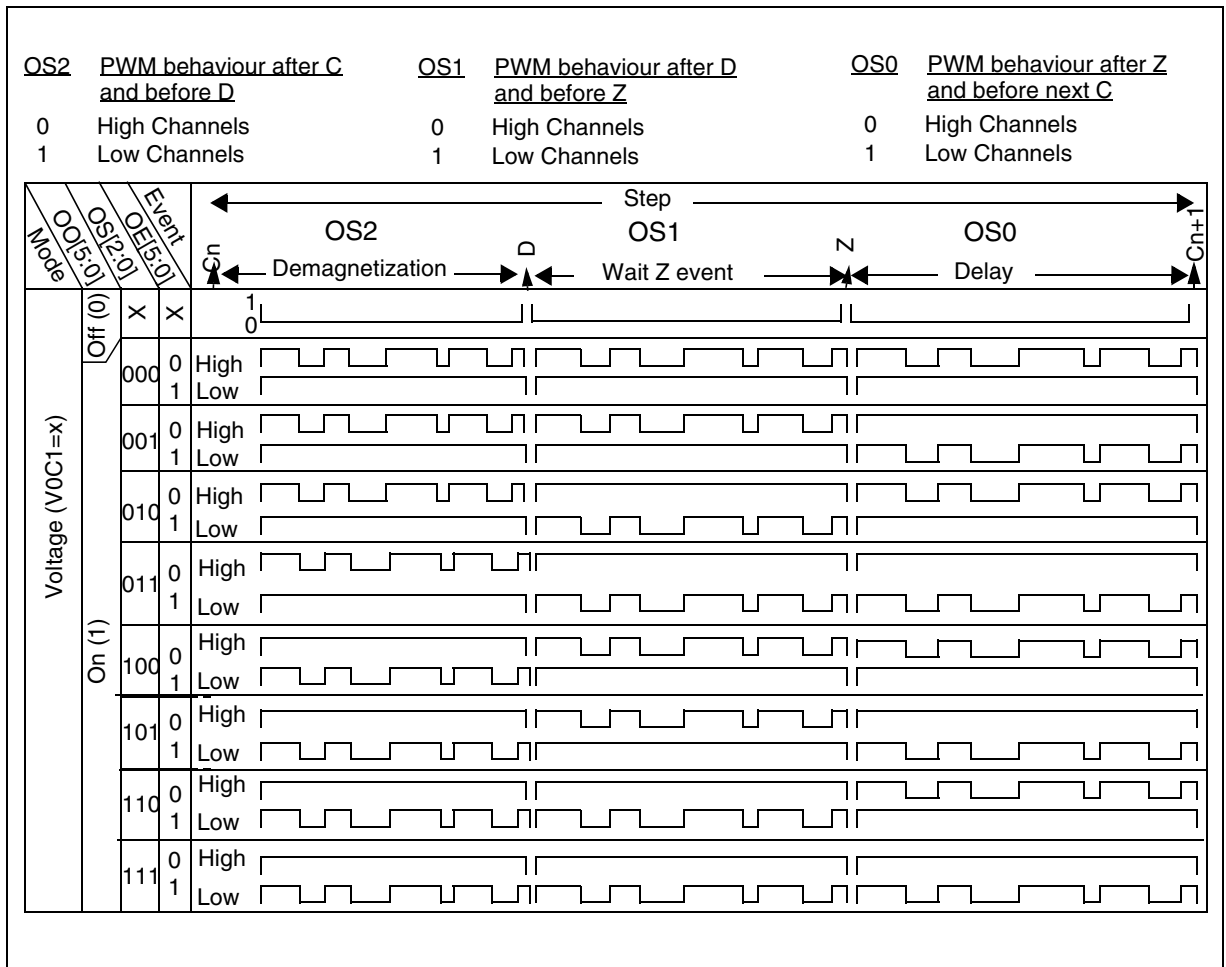 OS2 PWM behaviour after C and before D
0 High Channels
1 Low Channels
OS1 PWM behaviour after D and before Z
0 High Channels
1 Low Channels
OS0 PWM behaviour after Z and before next C
0 High Channels
1 Low Channels
Mode
OO[5:0]
OS[2:0]
OE[5:0]
Event
Step
Cn
OS2
D
OS1
Z
OS0
Cn+1
Demagnetization
Wait Z event
Delay
Voltage (V0C1=x)
Off (0)
X
X
1
0
On (1)
000
0 High
1 Low
001
0 High
1 Low
010
0 High
1 Low
011
0 High
1 Low
100
0 High
1 Low
101
0 High
1 Low
110
0 High
1 Low
111
0 High
1 Low